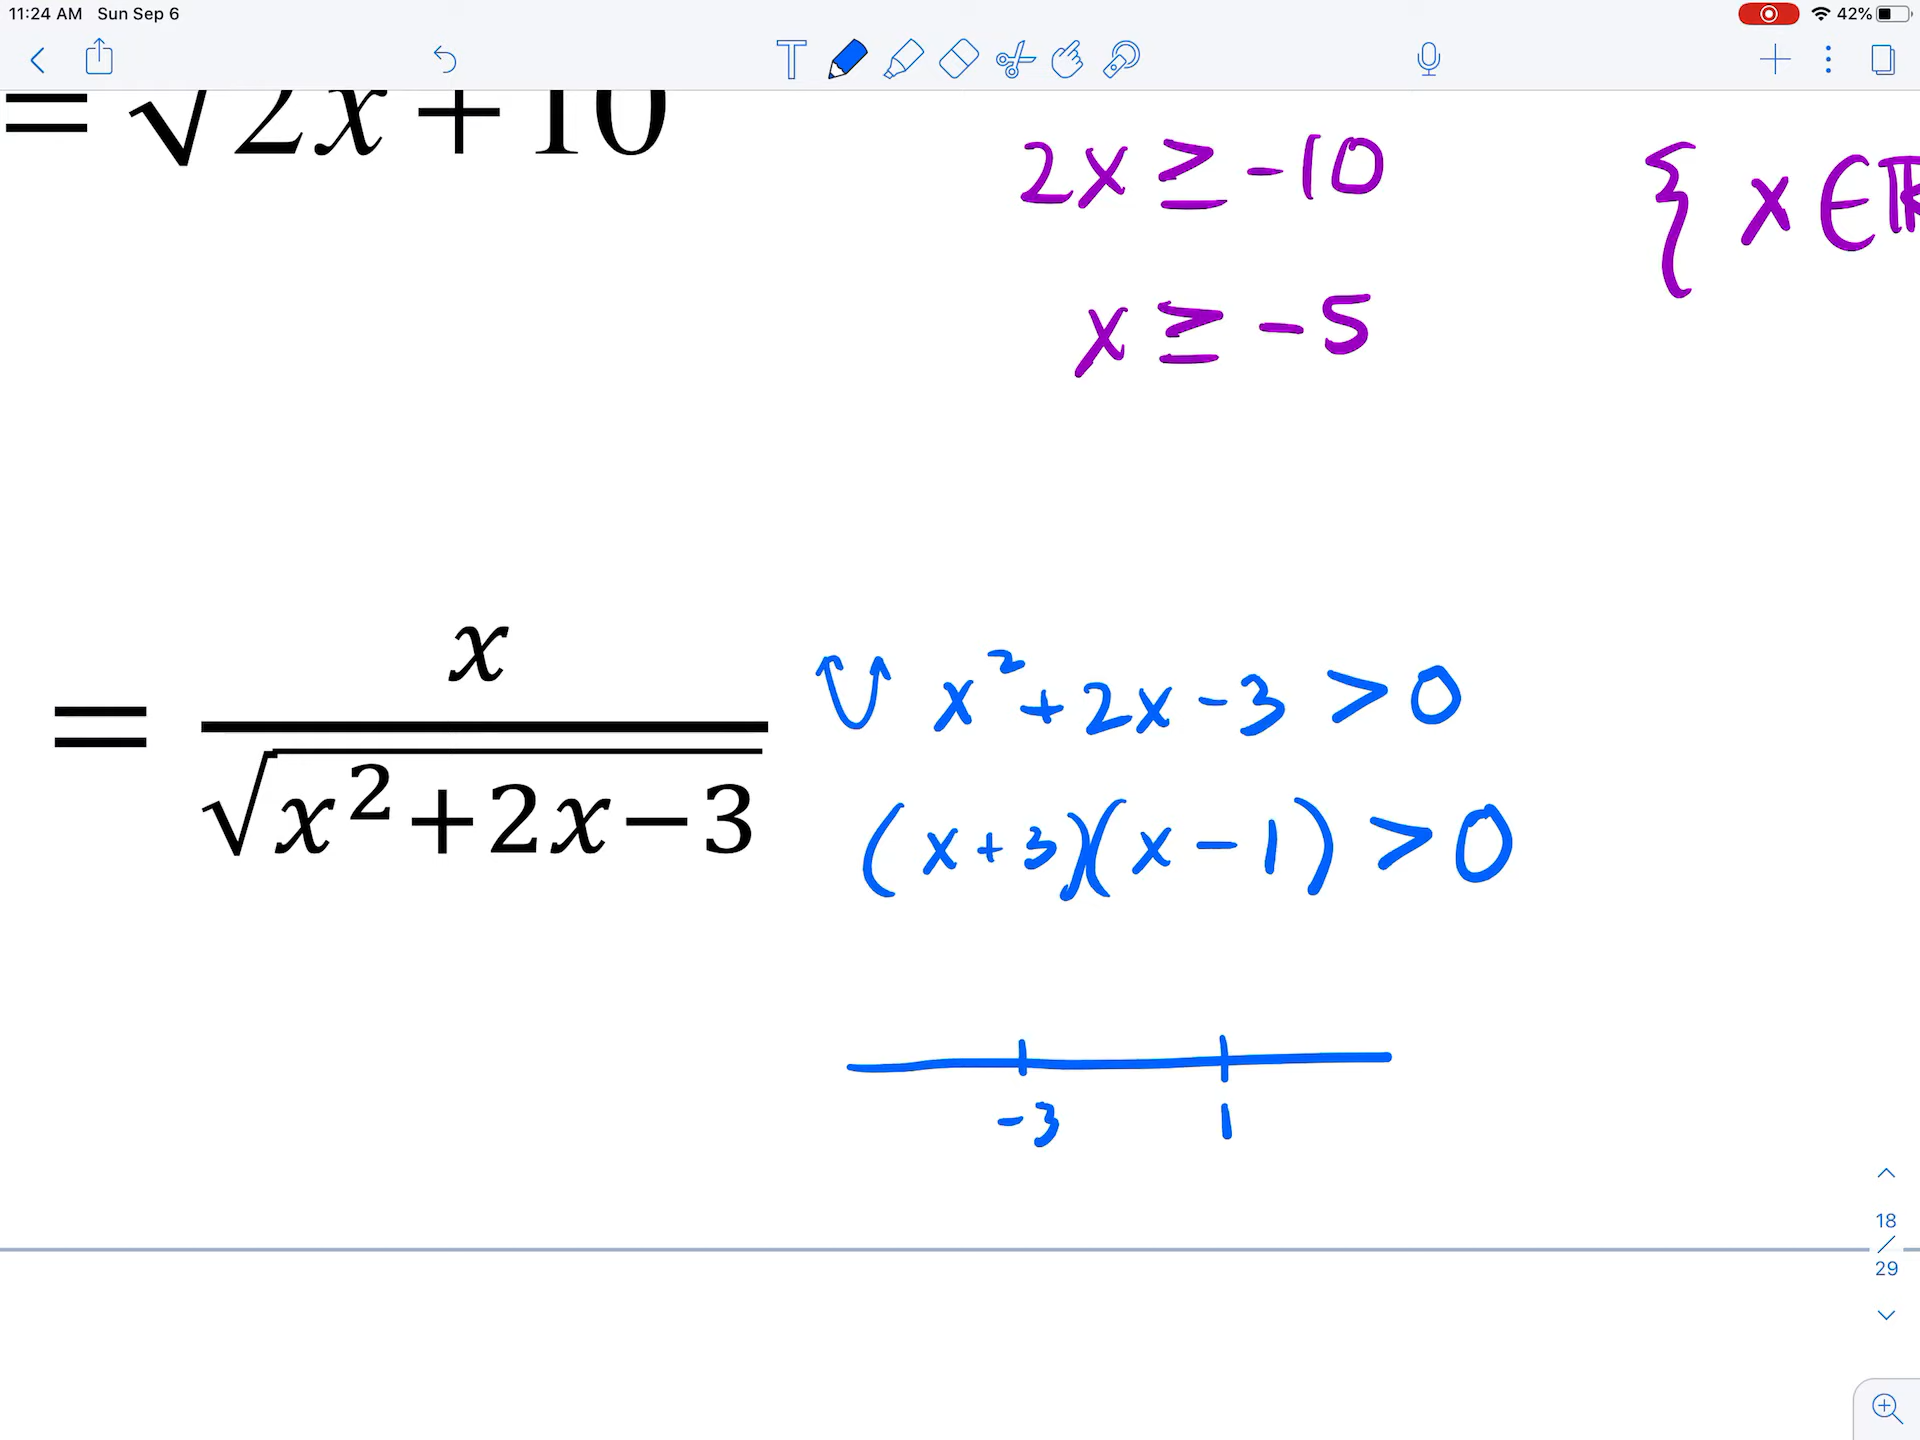 11:24 AM Sun Sep 6
42%
= √2x+10
2x ≥ -10
{ x ∈ ℝ
x ≥ -5
= x / √x²+2x−3
x² + 2x - 3 > 0
(x+3)(x-1) > 0
-3 1
18
/
29